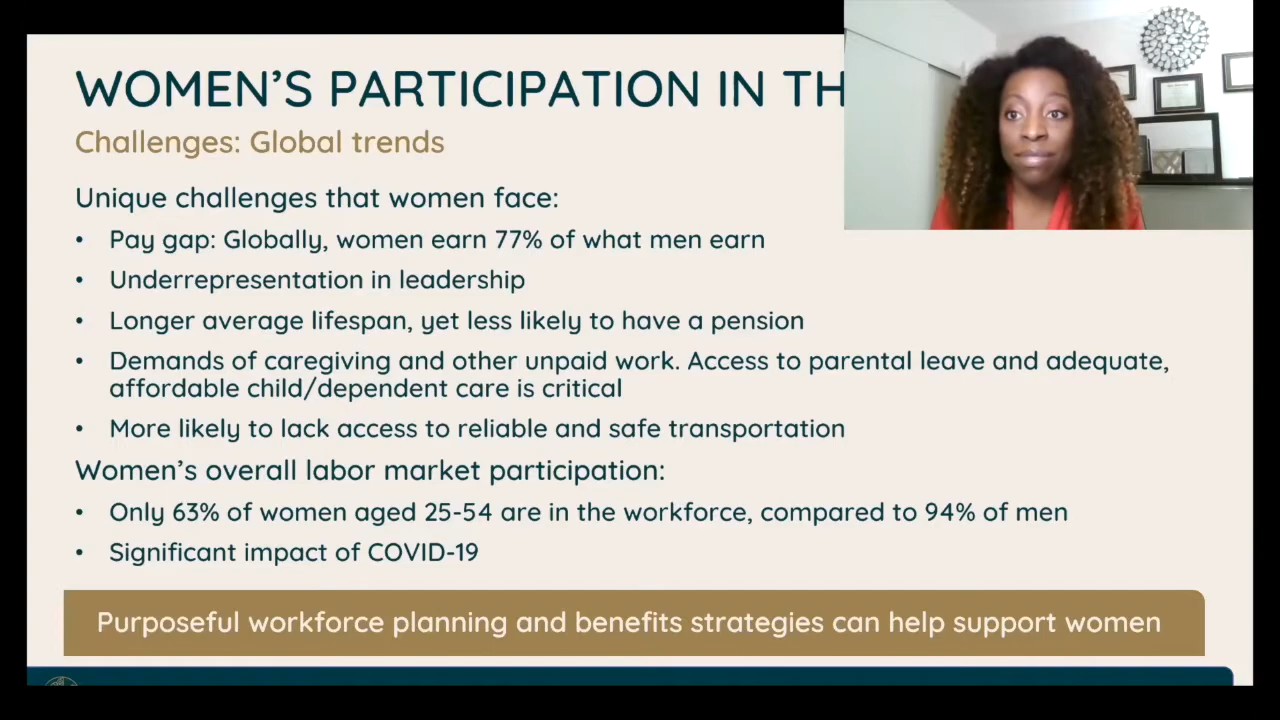 WOMEN'S PARTICIPATION IN TH
Challenges: Global trends
Unique challenges that women face:
• Pay gap: Globally, women earn 77% of what men earn
• Underrepresentation in leadership
• Longer average lifespan, yet less likely to have a pension
• Demands of caregiving and other unpaid work. Access to parental leave and adequate,
affordable child/dependent care is critical
• More likely to lack access to reliable and safe transportation
Women's overall labor market participation:
• Only 63% of women aged 25-54 are in the workforce, compared to 94% of men
• Significant impact of COVID-19
Purposeful workforce planning and benefits strategies can help support women